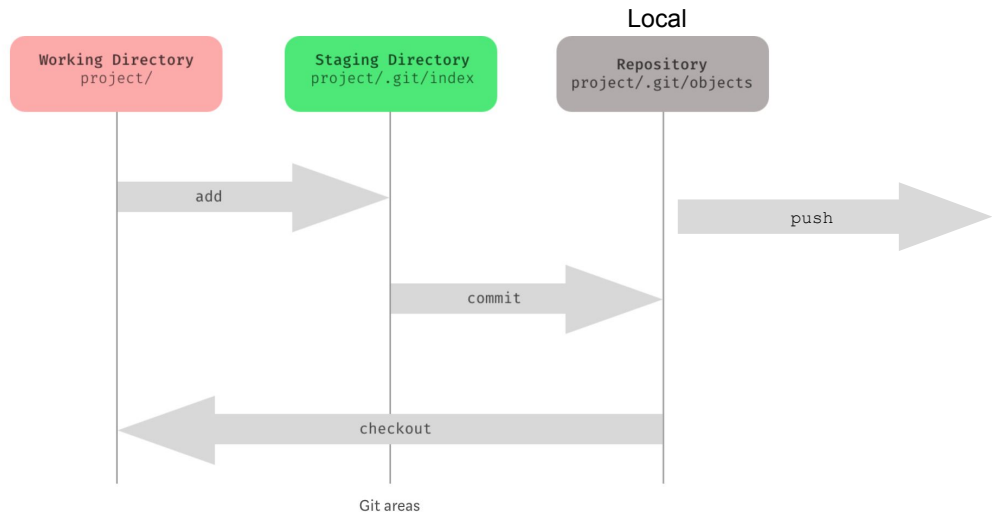 Local
Working Directory
project/
Staging Directory
project/.git/index
Repository
project/.git/objects
add
push
commit
checkout
Git areas